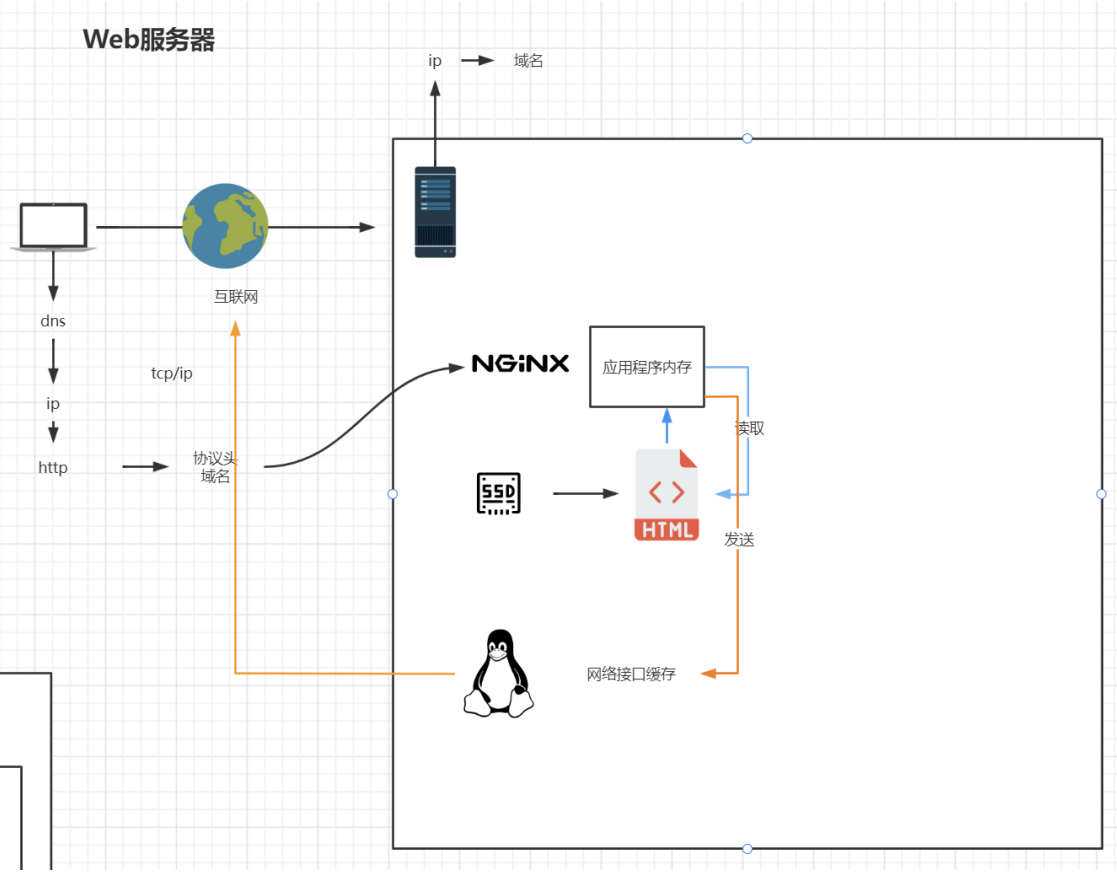 Web服务器
ip
域名
互联网
dns
tcp/ip
NGiNX
应用程序内存
ip
读取
http
协议头
域名
SSD
HTML
发送
网络接口缓存